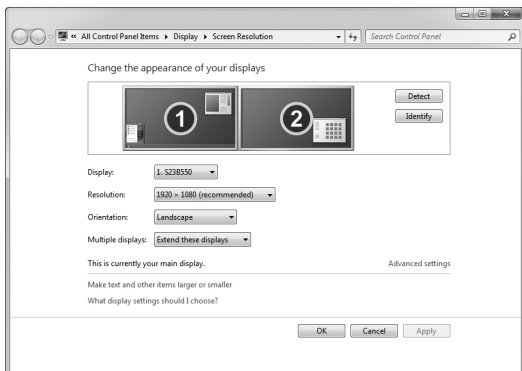 « All Control Panel Items ▸ Display ▸ Screen Resolution
Search Control Panel
Change the appearance of your displays
1
2
Detect
Identify
Display: 1. S23B550
Resolution: 1920 × 1080 (recommended)
Orientation: Landscape
Multiple displays: Extend these displays
This is currently your main display. Advanced settings
Make text and other items larger or smaller
What display settings should I choose?
OK Cancel Apply